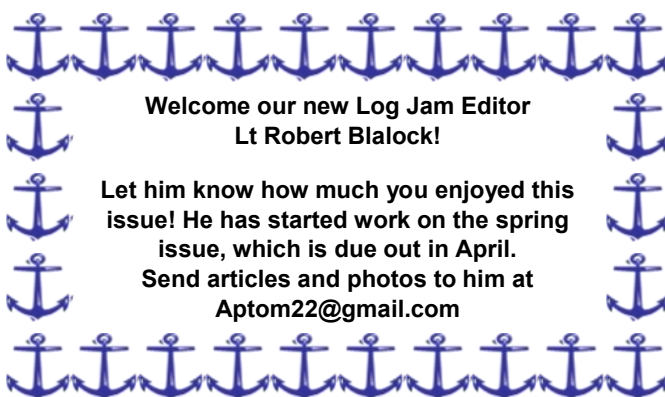 Welcome our new Log Jam Editor
Lt Robert Blalock!
Let him know how much you enjoyed this
issue! He has started work on the spring
issue, which is due out in April.
Send articles and photos to him at
Aptom22@gmail.com